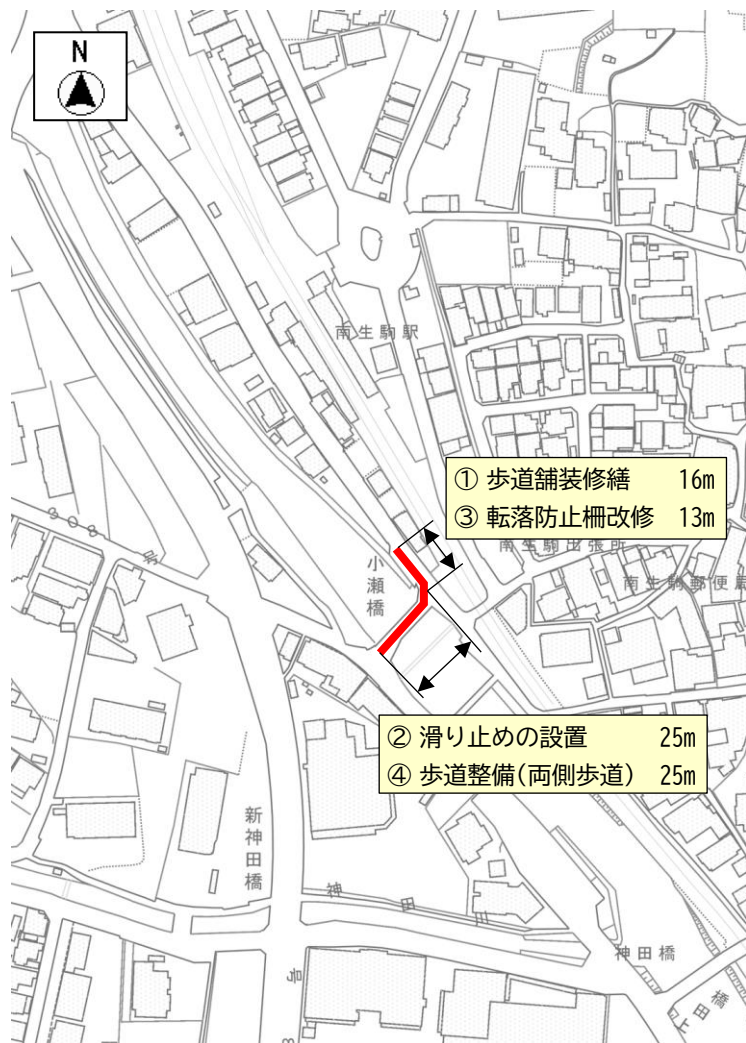 N
南生駒駅
① 歩道舗装修繕 16m
③ 転落防止柵改修 13m
南生駒出張所
小瀬橋
南生駒郵便局
② 滑り止めの設置 25m
④ 歩道整備(両側歩道) 25m
新神田橋
神田川
神田橋
号